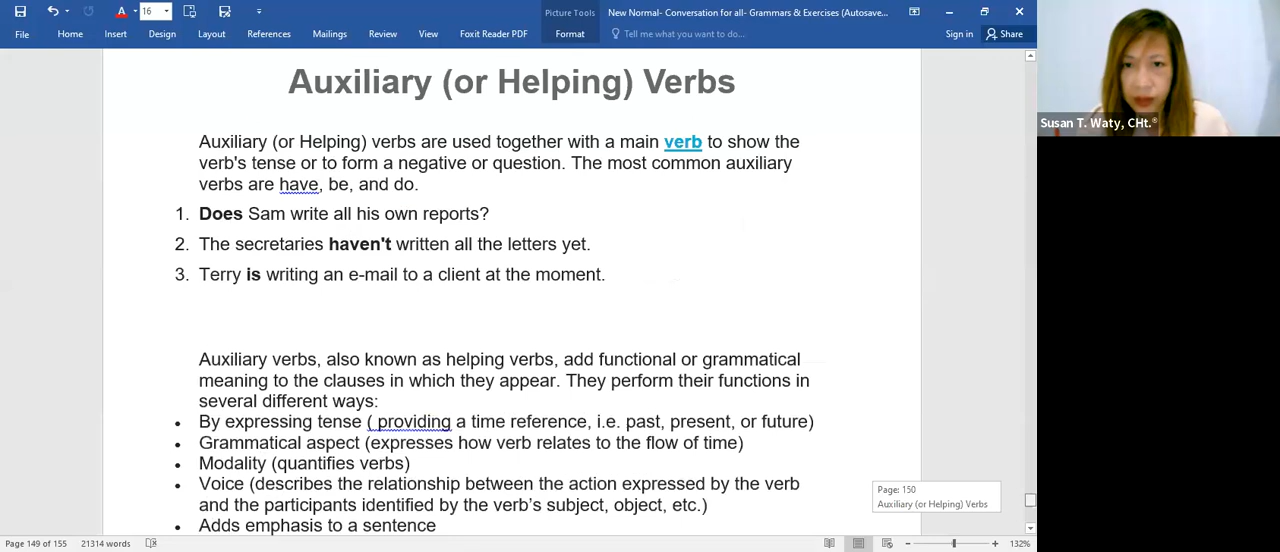 16
Picture Tools
New Normal- Conversation for all- Grammars & Exercises (Autosave...
File Home Insert Design Layout References Mailings Review View Foxit Reader PDF Format Tell me what you want to do... Sign in Share
Auxiliary (or Helping) Verbs
Auxiliary (or Helping) verbs are used together with a main verb to show the
verb's tense or to form a negative or question. The most common auxiliary
verbs are have, be, and do.
1. Does Sam write all his own reports?
2. The secretaries haven't written all the letters yet.
3. Terry is writing an e-mail to a client at the moment.
Auxiliary verbs, also known as helping verbs, add functional or grammatical
meaning to the clauses in which they appear. They perform their functions in
several different ways:
• By expressing tense ( providing a time reference, i.e. past, present, or future)
• Grammatical aspect (expresses how verb relates to the flow of time)
• Modality (quantifies verbs)
• Voice (describes the relationship between the action expressed by the verb
and the participants identified by the verb’s subject, object, etc.)
• Adds emphasis to a sentence
Page: 150
Auxiliary (or Helping) Verbs
Page 149 of 155 21314 words 132%
Susan T. Waty, CHt.®